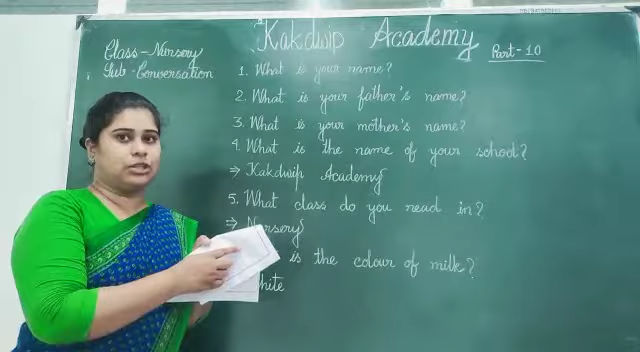 Kakdwip Academy
Part-10
Class-Nursery
Sub-Conversation
1. What is your name?
2. What is your father's name?
3. What is your mother's name?
4. What is the name of your school?
⇒ Kakdwip Academy
5. What class do you read in?
⇒ Nursery
is the colour of milk?
hite